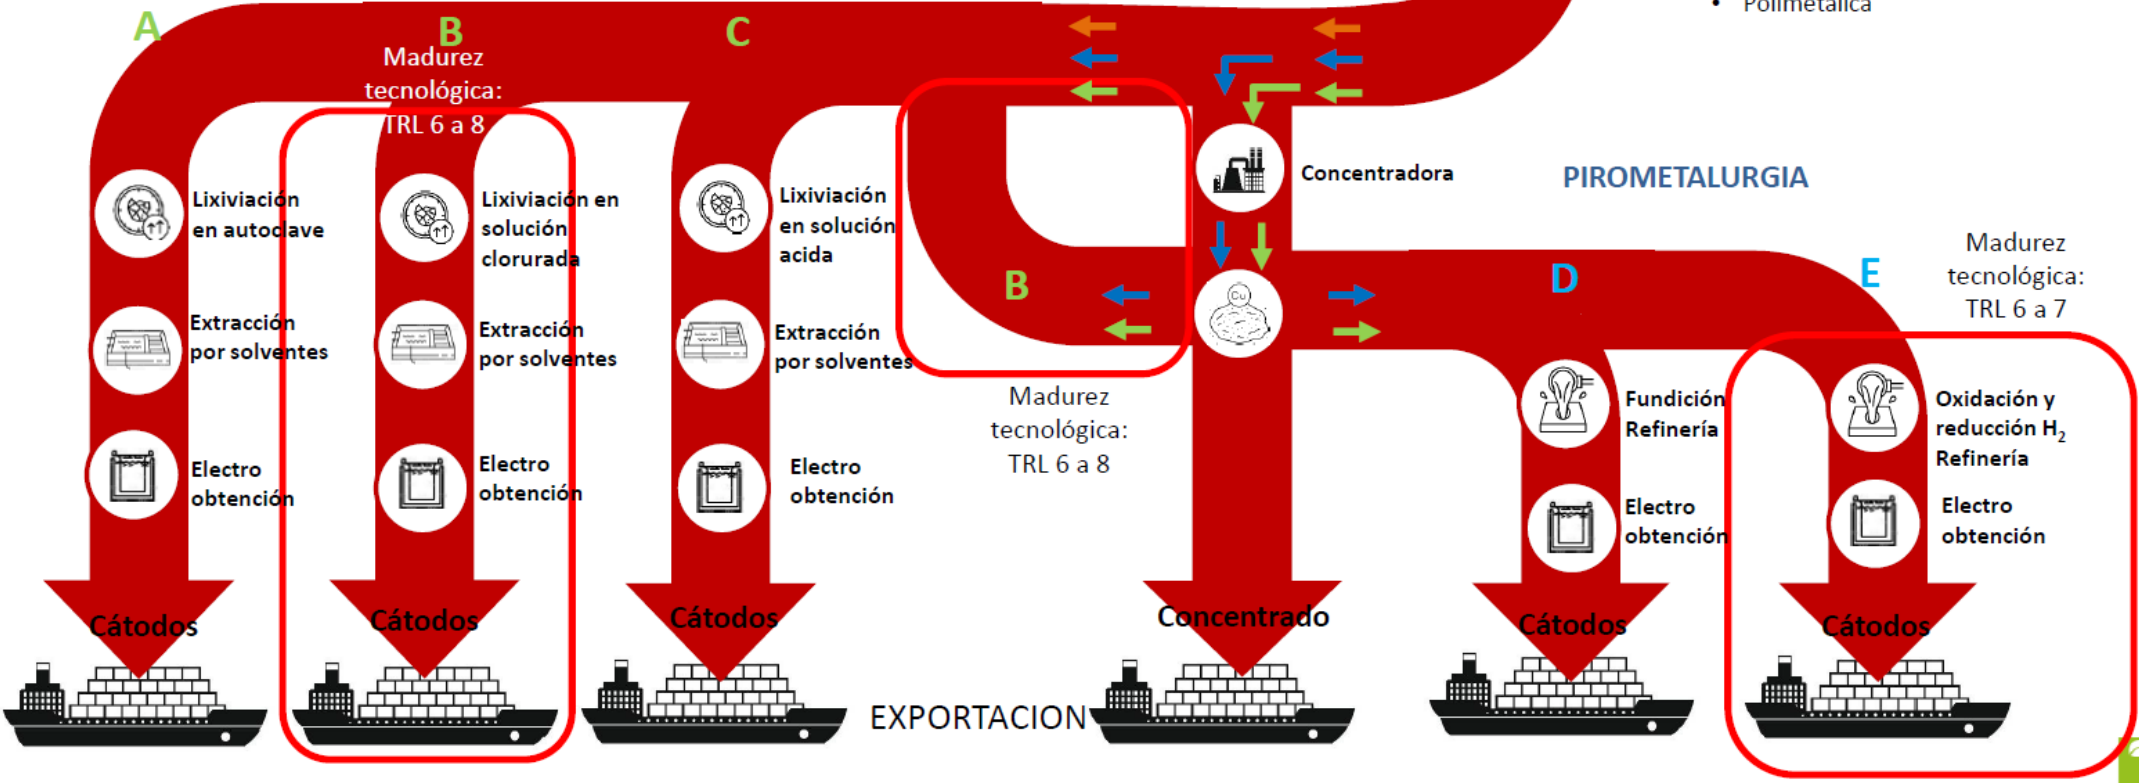 • Polimetálica
A
B
C
Madurez
tecnológica:
TRL 6 a 8
Lixiviación
en autoclave
Extracción
por solventes
Electro
obtención
Cátodos
Lixiviación en
solución
clorurada
Extracción
por solventes
Electro
obtención
Cátodos
Lixiviación
en solución
acida
Extracción
por solventes
Electro
obtención
Cátodos
B
Madurez
tecnológica:
TRL 6 a 8
Concentradora
Cu
Concentrado
PIROMETALURGIA
D
E
Madurez
tecnológica:
TRL 6 a 7
Fundición
Refinería
Electro
obtención
Cátodos
Oxidación y
reducción H₂
Refinería
Electro
obtención
Cátodos
EXPORTACION